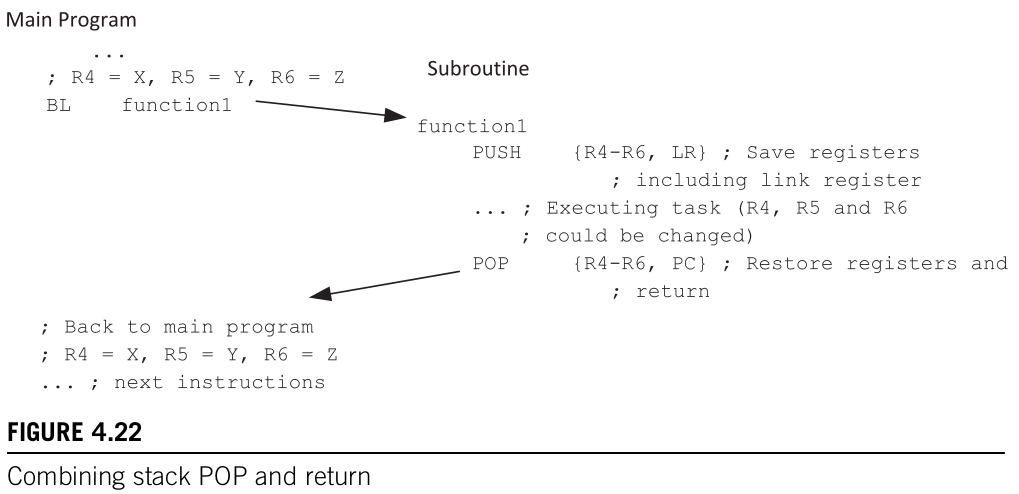 Main Program
...
; R4 = X, R5 = Y, R6 = Z
BL function1
Subroutine
function1
PUSH {R4-R6, LR} ; Save registers
; including link register
... ; Executing task (R4, R5 and R6
; could be changed)
POP {R4-R6, PC} ; Restore registers and
; return
; Back to main program
; R4 = X, R5 = Y, R6 = Z
... ; next instructions
FIGURE 4.22
Combining stack POP and return